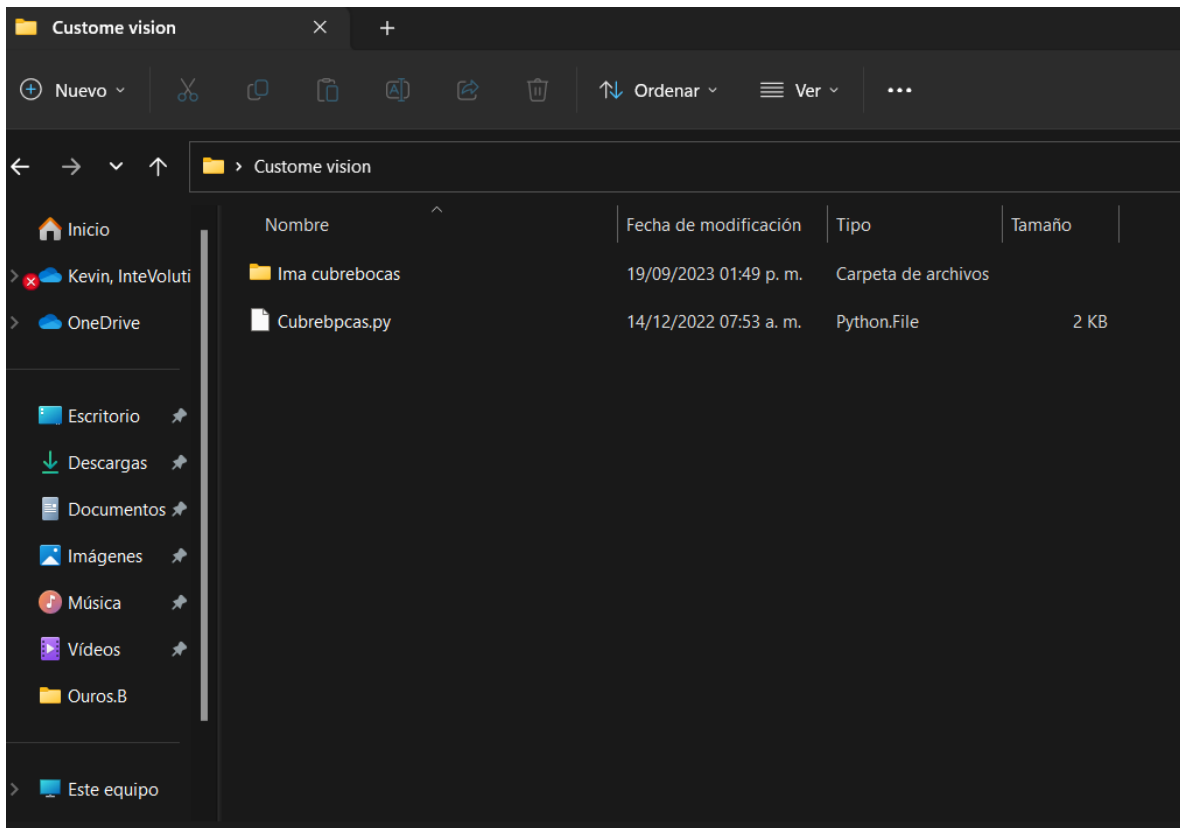 Custome vision
Nuevo
Ordenar
Ver
Custome vision
Nombre Fecha de modificación Tipo Tamaño
Inicio
Kevin, InteVoluti
OneDrive
Ima cubrebocas 19/09/2023 01:49 p. m. Carpeta de archivos
Cubrebpcas.py 14/12/2022 07:53 a. m. Python.File 2 KB
Escritorio
Descargas
Documentos
Imágenes
Música
Vídeos
Ouros.B
Este equipo